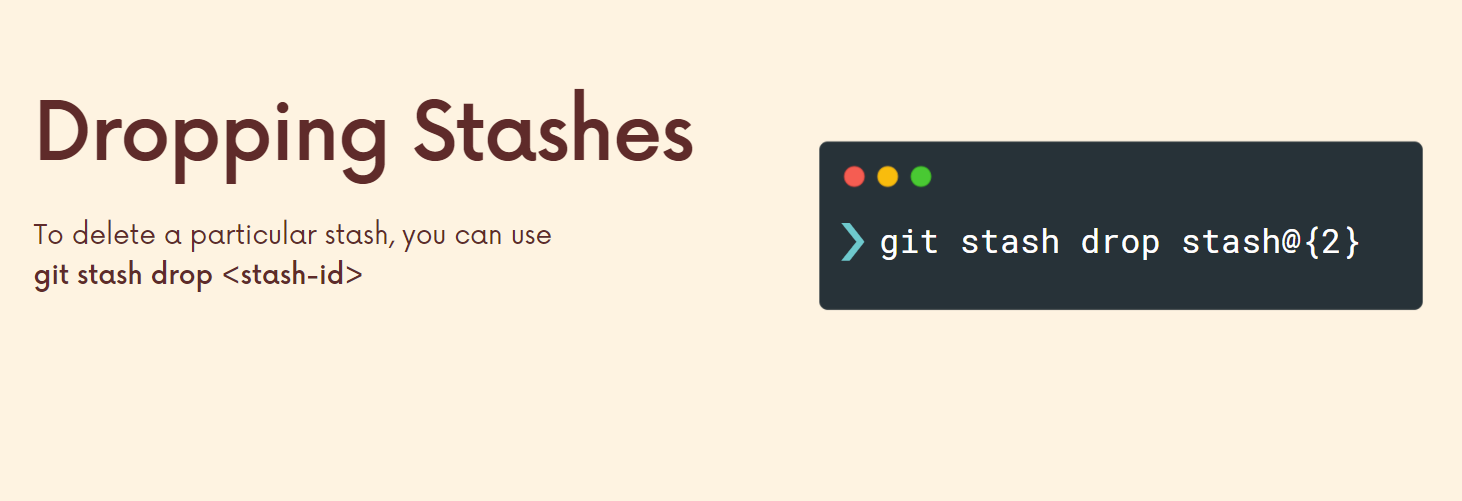 Dropping Stashes
To delete a particular stash, you can use
git stash drop <stash-id>
❯ git stash drop stash@{2}